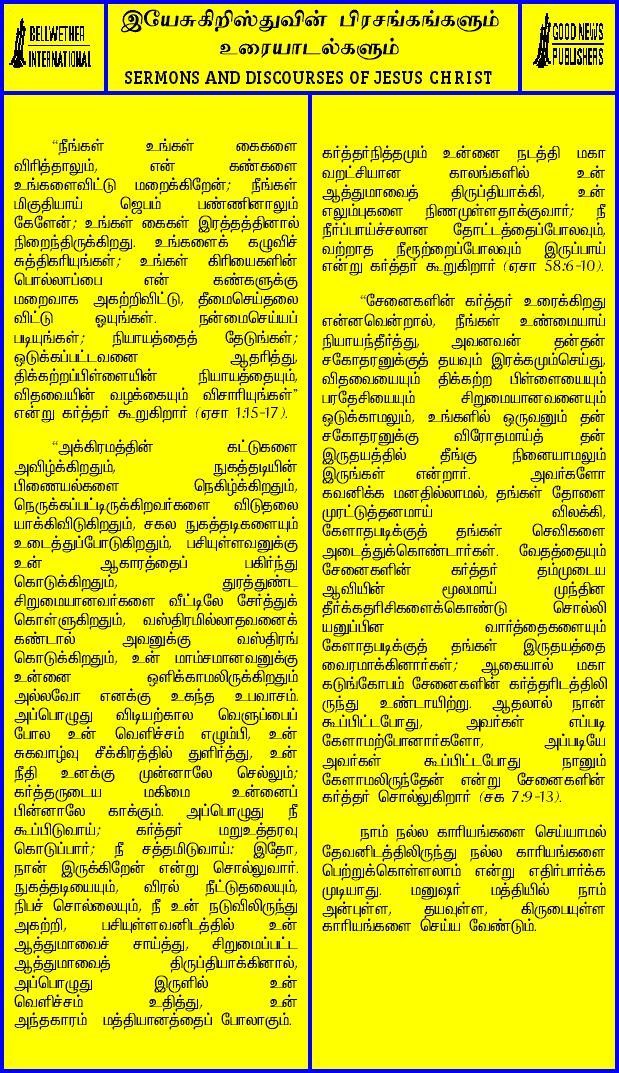 BELLWETHER
INTERNATIONAL
இயேசுகிறிஸ்துவின் பிரசங்கங்களும்
உரையாடல்களும்
SERMONS AND DISCOURSES OF JESUS CHRIST
GOOD NEWS
PUBLISHERS
“நீங்கள் உங்கள் கைகளை
விரித்தாலும், என் கண்களை
உங்களைவிட்டு மறைக்கிறேன்; நீங்கள்
மிகுதியாய் ஜெபம் பண்ணினாலும்
கேளேன்; உங்கள் கைகள் இரத்தத்தினால்
நிறைந்திருக்கிறது. உங்களைக் கழுவிச்
சுத்திகரியுங்கள்; உங்கள் கிரியைகளின்
பொல்லாப்பை என் கண்களுக்கு
மறைவாக அகற்றிவிட்டு, தீமைசெய்தலை
விட்டு ஓயுங்கள். நன்மைசெய்யப்
படியுங்கள்; நியாயத்தைத் தேடுங்கள்;
ஒடுக்கப்பட்டவனை ஆதரித்து,
திக்கற்றப்பிள்ளையின் நியாயத்தையும்,
விதவையின் வழக்கையும் விசாரியுங்கள்”
என்று கர்த்தர் கூறுகிறார் (ஏசா 1:15-17).
“அக்கிரமத்தின் கட்டுகளை
அவிழ்க்கிறதும், நுகத்தடியின்
பிணையல்களை நெகிழ்க்கிறதும்,
நெருக்கப்பட்டிருக்கிறவர்களை விடுதலை
யாக்கிவிடுகிறதும், சகல நுகத்தடிகளையும்
உடைத்துப்போடுகிறதும், பசியுள்ளவனுக்கு
உன் ஆகாரத்தைப் பகிர்ந்து
கொடுக்கிறதும், துரத்துண்ட
சிறுமையானவர்களை வீட்டிலே சேர்த்துக்
கொள்ளுகிறதும், வஸ்திரமில்லாதவனைக்
கண்டால் அவனுக்கு வஸ்திரங்
கொடுக்கிறதும், உன் மாம்சமானவனுக்கு
உன்னை ஒளிக்காமலிருக்கிறதும்
அல்லவோ எனக்கு உகந்த உபவாசம்.
அப்பொழுது விடியற்கால வெளுப்பைப்
போல உன் வெளிச்சம் எழும்பி, உன்
சுகவாழ்வு சீக்கிரத்தில் துளிர்த்து, உன்
நீதி உனக்கு முன்னாலே செல்லும்;
கர்த்தருடைய மகிமை உன்னைப்
பின்னாலே காக்கும். அப்பொழுது நீ
கூப்பிடுவாய்; கர்த்தர் மறுஉத்தரவு
கொடுப்பார்; நீ சத்தமிடுவாய்: இதோ,
நான் இருக்கிறேன் என்று சொல்லுவார்.
நுகத்தடியையும், விரல் நீட்டுதலையும்,
நிபச் சொல்லையும், நீ உன் நடுவிலிருந்து
அகற்றி, பசியுள்ளவனிடத்தில் உன்
ஆத்துமாவைச் சாய்த்து, சிறுமைப்பட்ட
ஆத்துமாவைத் திருப்தியாக்கினால்,
அப்பொழுது இருளில் உன்
வெளிச்சம் உதித்து, உன்
அந்தகாரம் மத்தியானத்தைப் போலாகும்.
கர்த்தர்நித்தமும் உன்னை நடத்தி மகா
வறட்சியான காலங்களில் உன்
ஆத்துமாவைத் திருப்தியாக்கி, உன்
எலும்புகளை நிணமுள்ளதாக்குவார்; நீ
நீர்ப்பாய்ச்சலான தோட்டத்தைப்போலவும்,
வற்றாத நீரூற்றைப்போலவும் இருப்பாய்
என்று கர்த்தர் கூறுகிறார் (ஏசா 58:6-10).
“சேனைகளின் கர்த்தர் உரைக்கிறது
என்னவென்றால், நீங்கள் உண்மையாய்
நியாயந்தீர்த்து, அவனவன் தன்தன்
சகோதரனுக்குத் தயவும் இரக்கமும்செய்து,
விதவையையும் திக்கற்ற பிள்ளையையும்
பரதேசியையும் சிறுமையானவனையும்
ஒடுக்காமலும், உங்களில் ஒருவனும் தன்
சகோதரனுக்கு விரோதமாய்த் தன்
இருதயத்தில் தீங்கு நினையாமலும்
இருங்கள் என்றார். அவர்களோ
கவனிக்க மனதில்லாமல், தங்கள் தோளை
முரட்டுத்தனமாய் விலக்கி,
கேளாதபடிக்குத் தங்கள் செவிகளை
அடைத்துக்கொண்டார்கள். வேதத்தையும்
சேனைகளின் கர்த்தர் தம்முடைய
ஆவியின் மூலமாய் முந்தின
தீர்க்கதரிசிகளைக்கொண்டு சொல்லி
யனுப்பின வார்த்தைகளையும்
கேளாதபடிக்குத் தங்கள் இருதயத்தை
வைரமாக்கினார்கள்; ஆகையால் மகா
கடுங்கோபம் சேனைகளின் கர்த்தரிடத்திலி
ருந்து உண்டாயிற்று. ஆதலால் நான்
கூப்பிட்டபோது, அவர்கள் எப்படி
கேளாமற்போனார்களோ, அப்படியே
அவர்கள் கூப்பிட்டபோது நானும்
கேளாமலிருந்தேன் என்று சேனைகளின்
கர்த்தர் சொல்லுகிறார் (சக 7:9-13).
நாம் நல்ல காரியங்களை செய்யாமல்
தேவனிடத்திலிருந்து நல்ல காரியங்களை
பெற்றுக்கொள்ளலாம் என்று எதிர்பார்க்க
முடியாது. மனுஷர் மத்தியில் நாம்
அன்புள்ள, தயவுள்ள, கிருபையுள்ள
காரியங்களை செய்ய வேண்டும்.